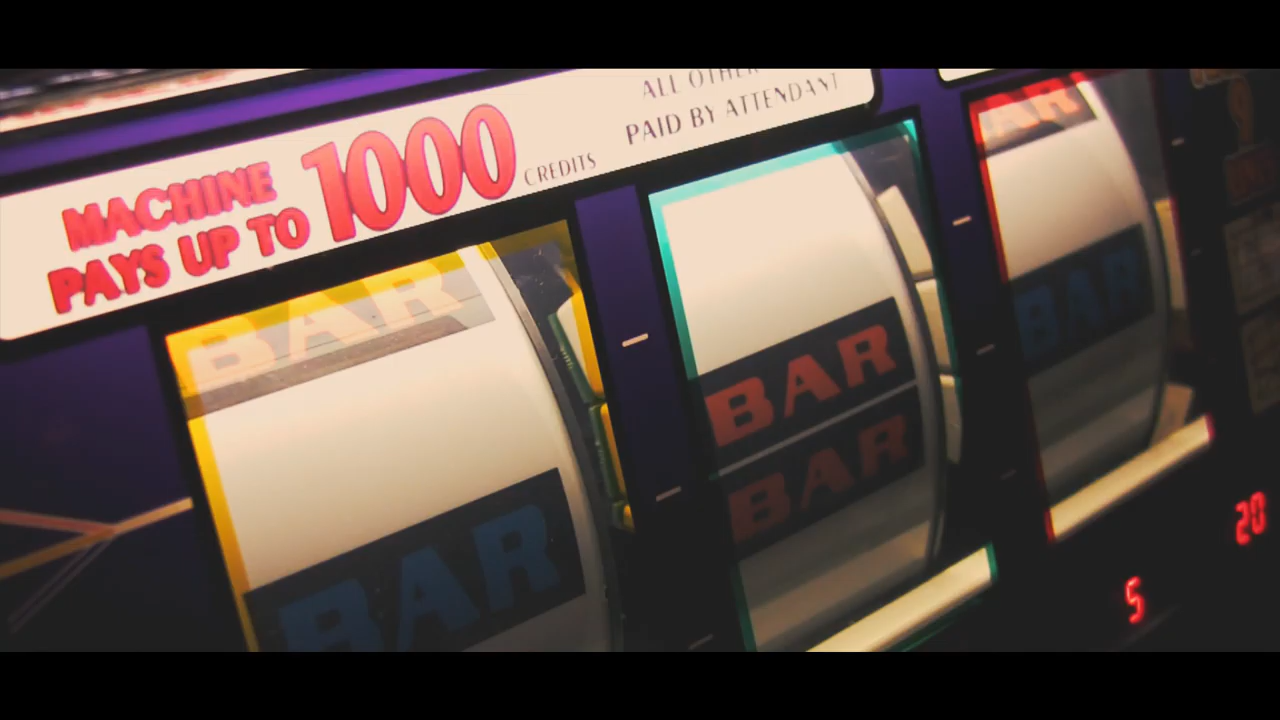 MACHINE
PAYS UP TO 1000 CREDITS
ALL OTHER
PAID BY ATTENDANT
BAR
BAR
BAR
BAR
BAR
BAR
20
5